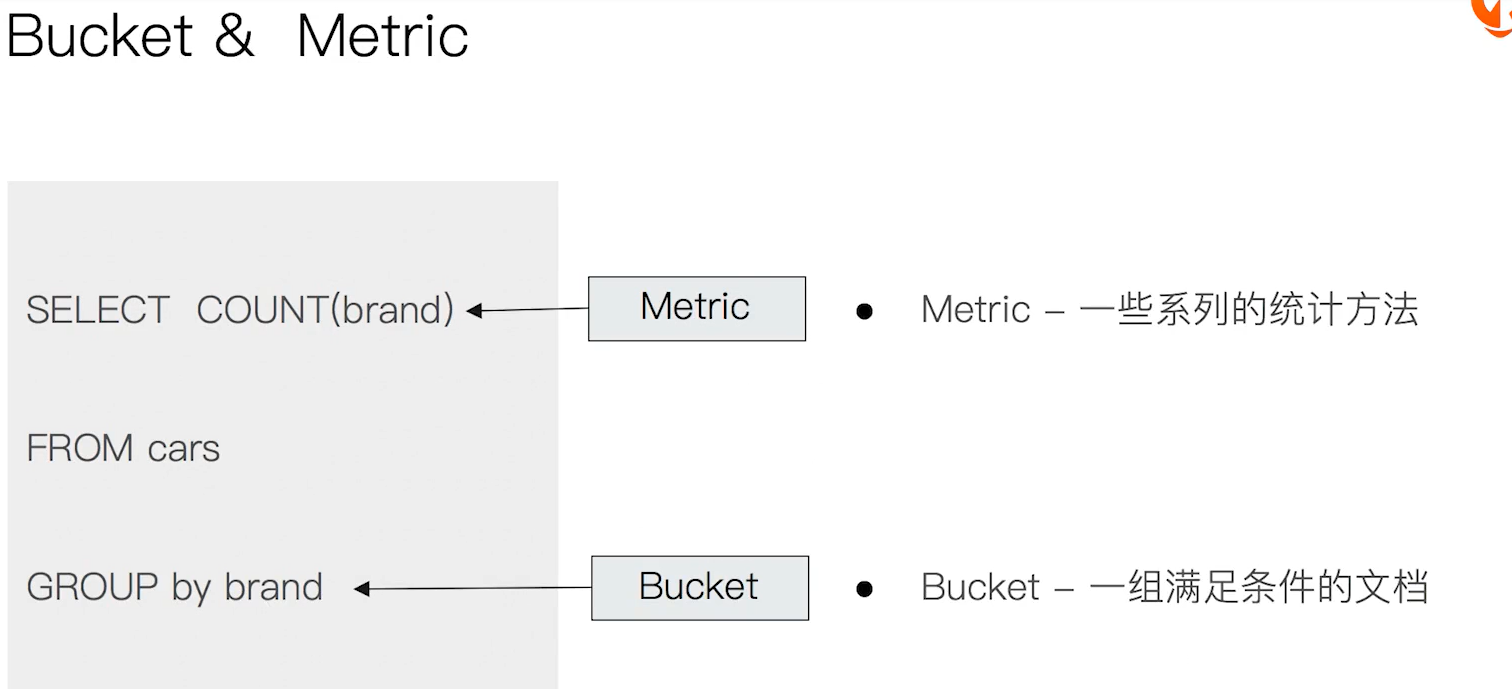 Bucket & Metric
SELECT COUNT(brand)
Metric
● Metric – 一些系列的统计方法
FROM cars
GROUP by brand
Bucket
● Bucket – 一组满足条件的文档